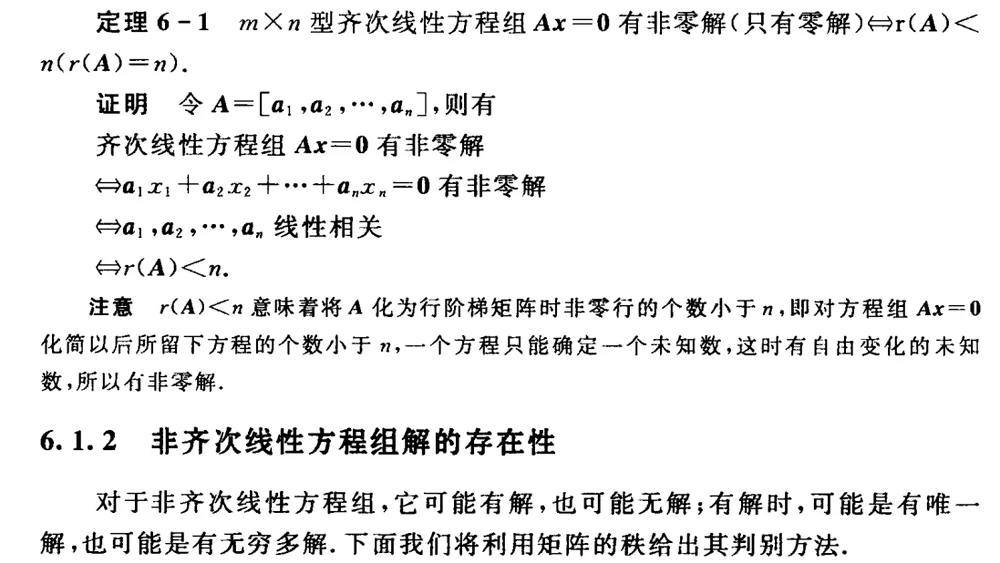 定理 6-1 m×n 型齐次线性方程组 Ax=0 有非零解(只有零解)⇔r(A)<
n(r(A)=n).
证明 令 A=[a₁,a₂,⋯,aₙ],则有
齐次线性方程组 Ax=0 有非零解
⇔a₁x₁+a₂x₂+⋯+aₙxₙ=0 有非零解
⇔a₁,a₂,⋯,aₙ 线性相关
⇔r(A)<n.
注意 r(A)<n 意味着将 A 化为行阶梯矩阵时非零行的个数小于 n,即对方程组 Ax=0
化简以后所留下方程的个数小于 n,一个方程只能确定一个未知数,这时有自由变化的未知
数,所以有非零解.
6.1.2 非齐次线性方程组解的存在性
对于非齐次线性方程组,它可能有解,也可能无解;有解时,可能是有唯一
解,也可能是有无穷多解.下面我们将利用矩阵的秩给出其判别方法.